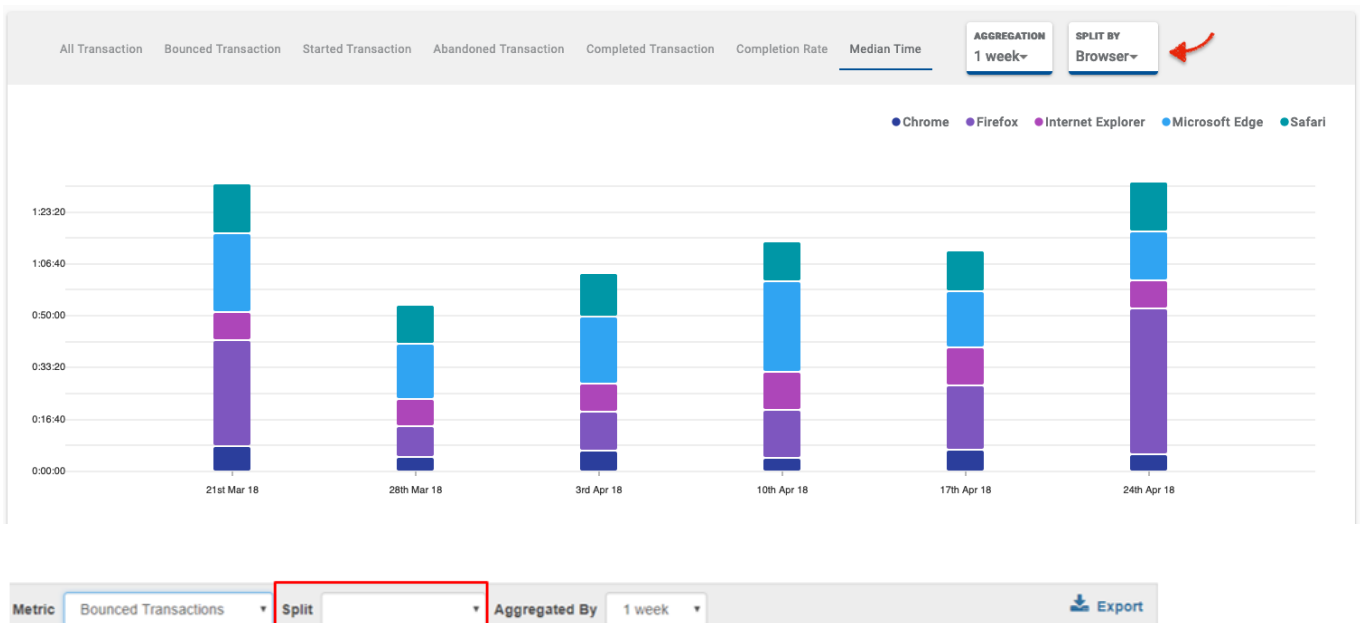 AGGREGATION SPLIT BY
All Transaction Bounced Transaction Started Transaction Abandoned Transaction Completed Transaction Completion Rate Median Time 1 week Browser
Chrome Firefox Internet Explorer Microsoft Edge Safari
1:23:20
1:06:40
0:50:00
0:33:20
0:16:40
0:00:00
21st Mar 18 28th Mar 18 3rd Apr 18 10th Apr 18 17th Apr 18 24th Apr 18
Metric Bounced Transactions Split Aggregated By 1 week Export